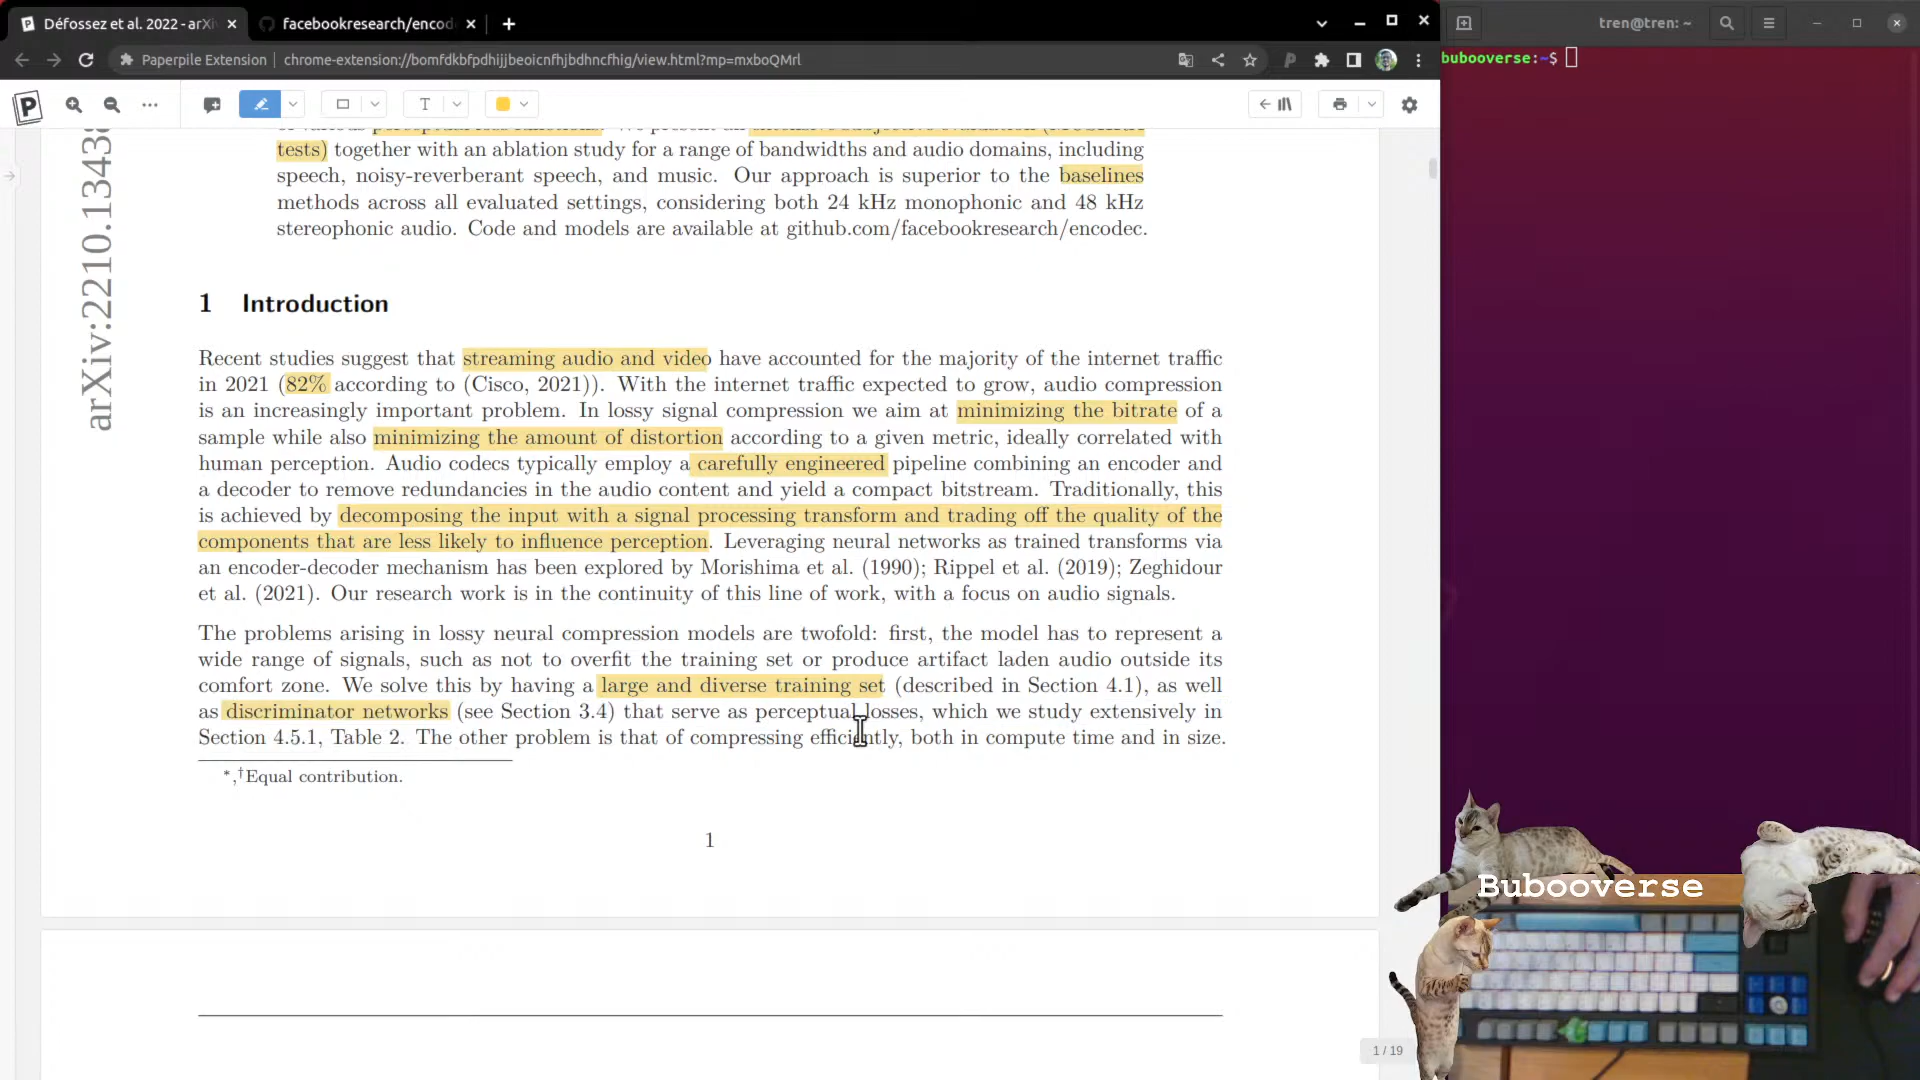 Défossez et al. 2022 - arXi
facebookresearch/encod
tren@tren: ~
Paperpile Extension
chrome-extension://bomfdkbfpdhijjbeoicnfhjbdhncfhig/view.html?mp=mxboQMrl
bubooverse:~$
P
T
tests) together with an ablation study for a range of bandwidths and audio domains, including
speech, noisy-reverberant speech, and music. Our approach is superior to the baselines
methods across all evaluated settings, considering both 24 kHz monophonic and 48 kHz
stereophonic audio. Code and models are available at github.com/facebookresearch/encodec.
arXiv:2210.13438
1 Introduction
Recent studies suggest that streaming audio and video have accounted for the majority of the internet traffic
in 2021 (82% according to (Cisco, 2021)). With the internet traffic expected to grow, audio compression
is an increasingly important problem. In lossy signal compression we aim at minimizing the bitrate of a
sample while also minimizing the amount of distortion according to a given metric, ideally correlated with
human perception. Audio codecs typically employ a carefully engineered pipeline combining an encoder and
a decoder to remove redundancies in the audio content and yield a compact bitstream. Traditionally, this
is achieved by decomposing the input with a signal processing transform and trading off the quality of the
components that are less likely to influence perception. Leveraging neural networks as trained transforms via
an encoder-decoder mechanism has been explored by Morishima et al. (1990); Rippel et al. (2019); Zeghidour
et al. (2021). Our research work is in the continuity of this line of work, with a focus on audio signals.
The problems arising in lossy neural compression models are twofold: first, the model has to represent a
wide range of signals, such as not to overfit the training set or produce artifact laden audio outside its
comfort zone. We solve this by having a large and diverse training set (described in Section 4.1), as well
as discriminator networks (see Section 3.4) that serve as perceptual losses, which we study extensively in
Section 4.5.1, Table 2. The other problem is that of compressing efficiently, both in compute time and in size.
*,†Equal contribution.
1
Bubooverse
1 / 19